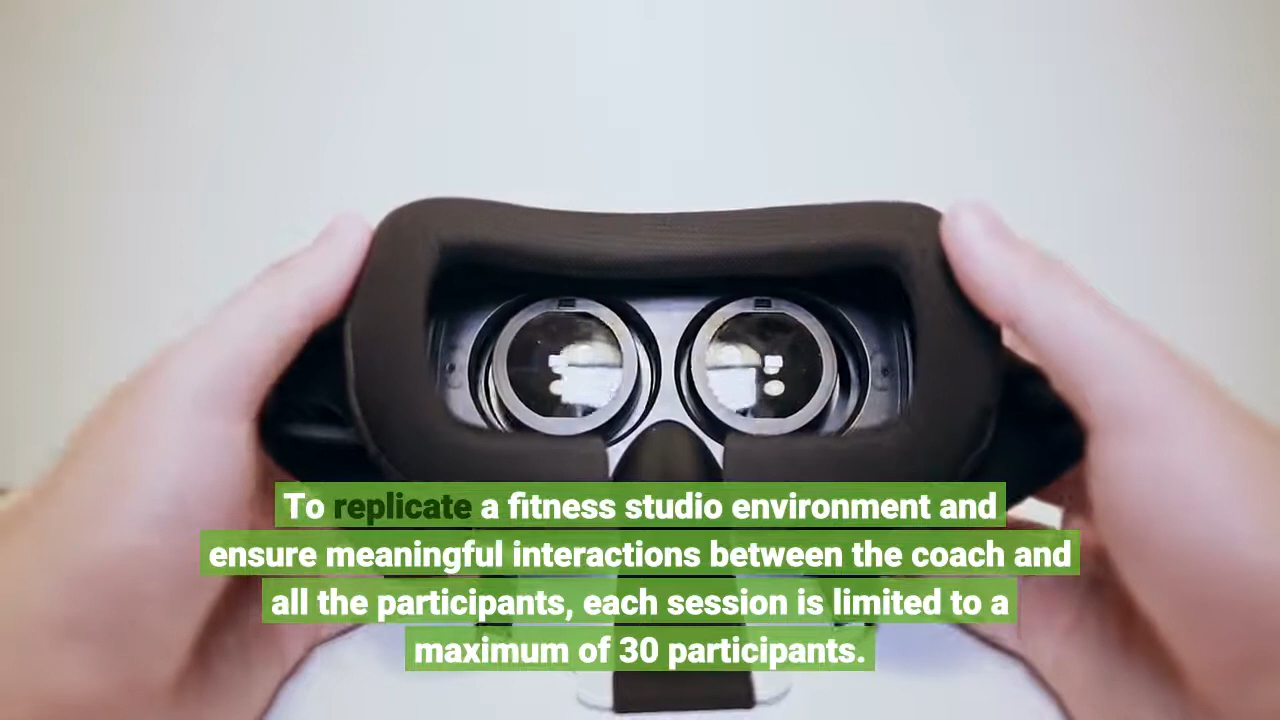 To replicate a fitness studio environment and
ensure meaningful interactions between the coach and
all the participants, each session is limited to a
maximum of 30 participants.